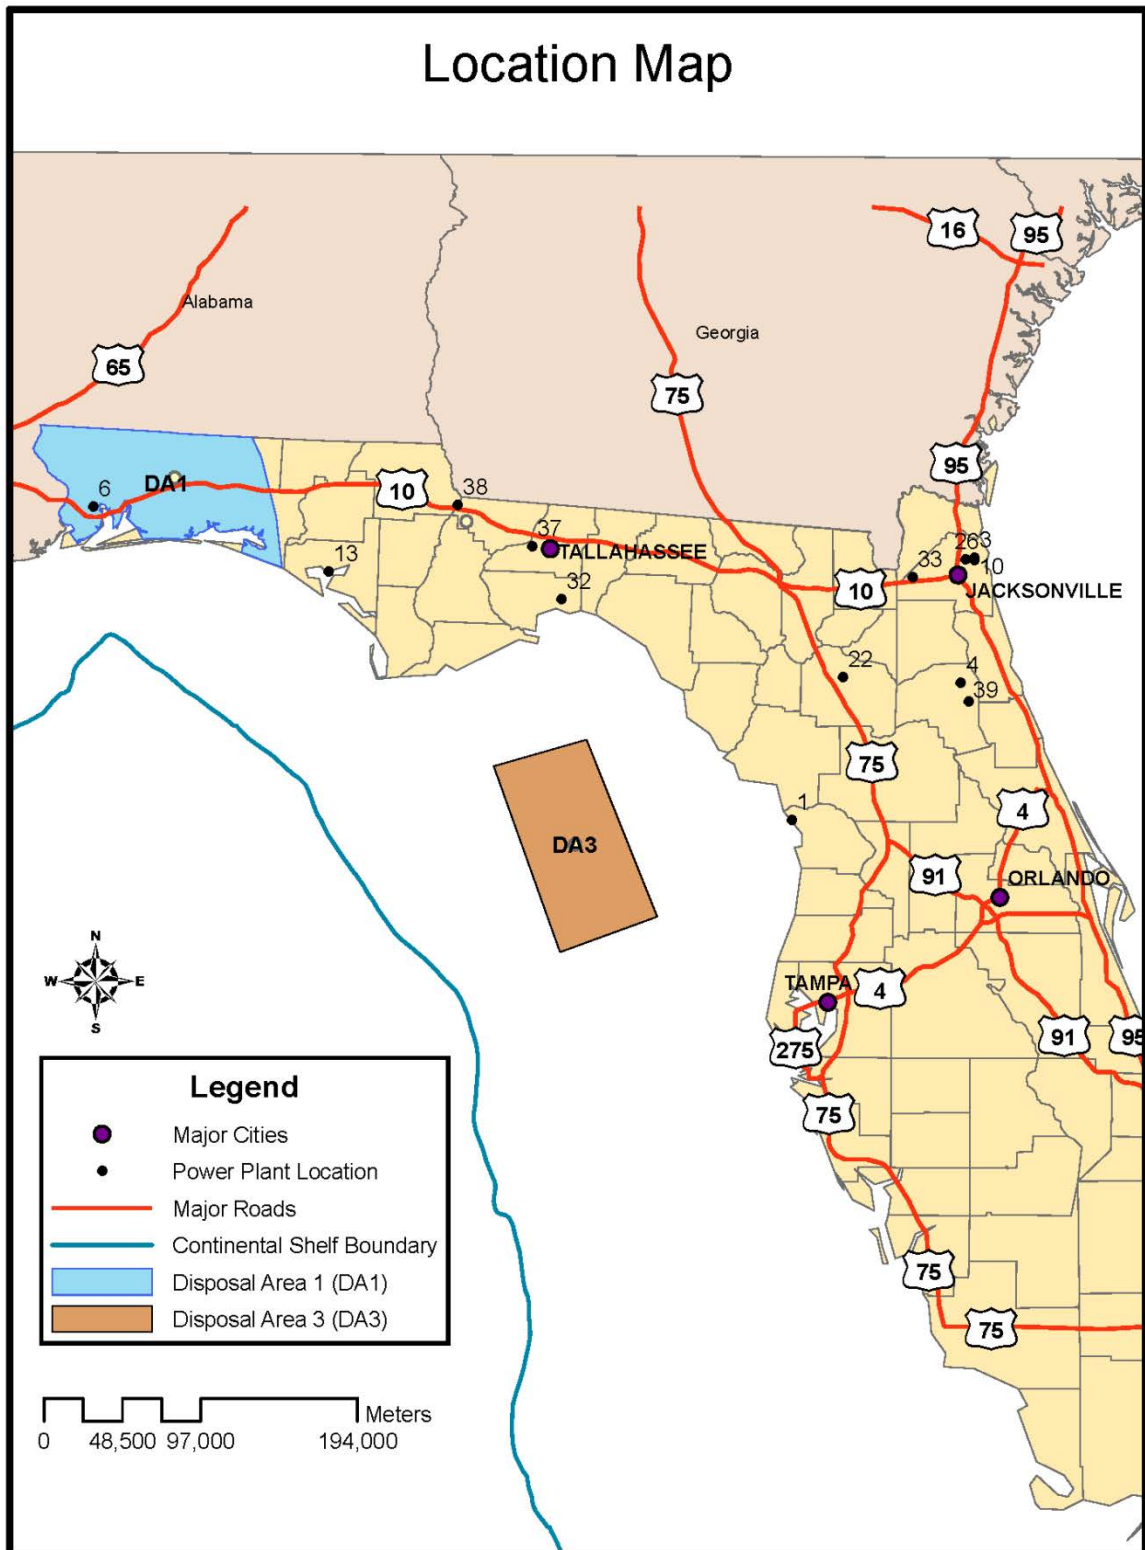 Location Map
16
95
Alabama
Georgia
65
75
95
6
DA1
10
38
37
TALLAHASSEE
13
32
10
33
26
3
10
JACKSONVILLE
22
4
39
75
1
4
DA3
91
ORLANDO
N
W E
S
TAMPA
4
275
91
95
75
Legend
Major Cities
Power Plant Location
Major Roads
Continental Shelf Boundary
Disposal Area 1 (DA1)
Disposal Area 3 (DA3)
75
75
Meters
0 48,500 97,000 194,000